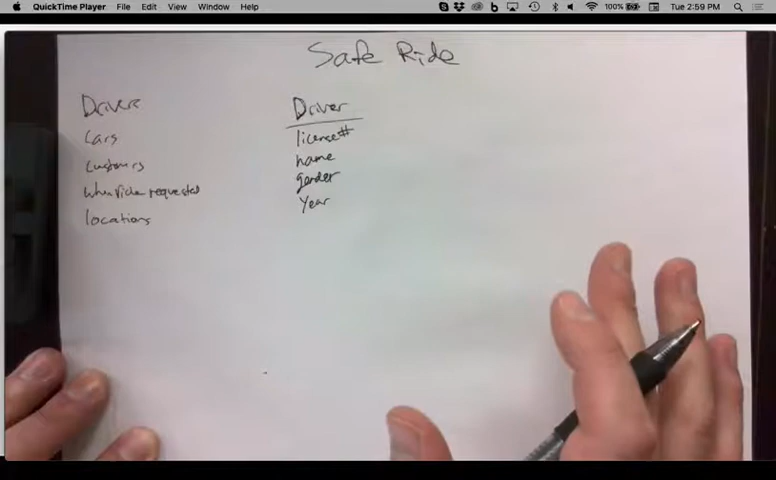 QuickTime Player File Edit View Window Help 100% Tue 2:59 PM
Safe Ride
Drivers
Cars
customers
when ride requested
locations
Driver
license#
name
gender
Year